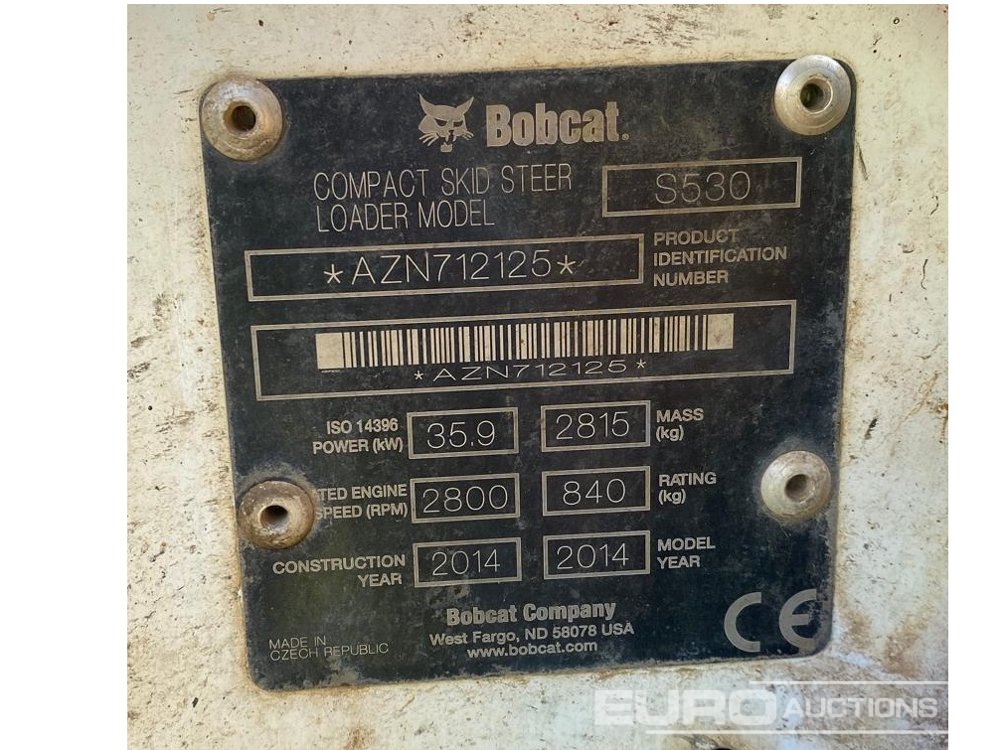 Bobcat®
COMPACT SKID STEER
LOADER MODEL
S530
*AZN712125*
PRODUCT
IDENTIFICATION
NUMBER
*AZN712125*
ISO 14396
POWER (kW)
35.9
2815
MASS
(kg)
TED ENGINE
SPEED (RPM)
2800
840
RATING
(kg)
CONSTRUCTION
YEAR
2014
2014
MODEL
YEAR
Bobcat Company
West Fargo, ND 58078 USA
www.bobcat.com
MADE IN
CZECH REPUBLIC
CE
EURO AUCTIONS